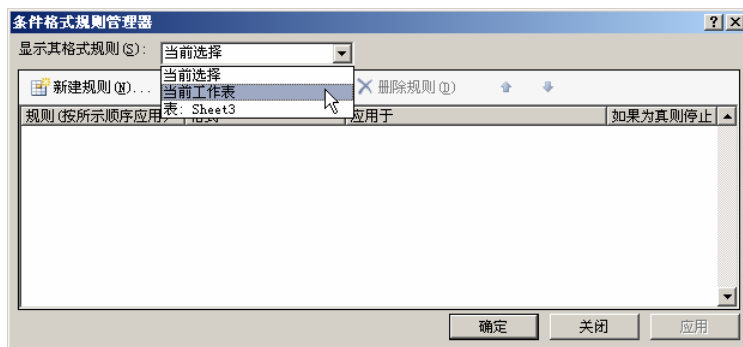 条件格式规则管理器
显示其格式规则(S): 当前选择
当前选择
新建规则(N)... 当前工作表 删除规则(D)
表: Sheet3
规则(按所示顺序应用) 格式 应用于 如果为真则停止
确定 关闭 应用